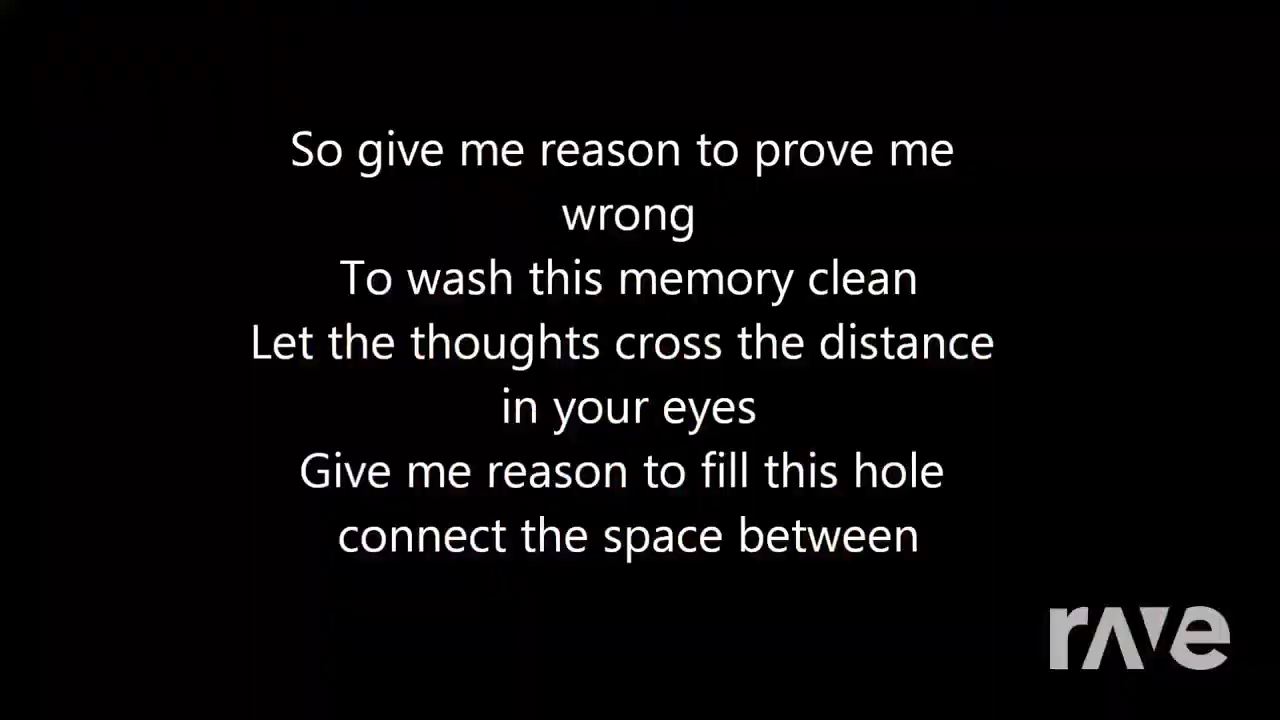 So give me reason to prove me
wrong
To wash this memory clean
Let the thoughts cross the distance
in your eyes
Give me reason to fill this hole
connect the space between
rave